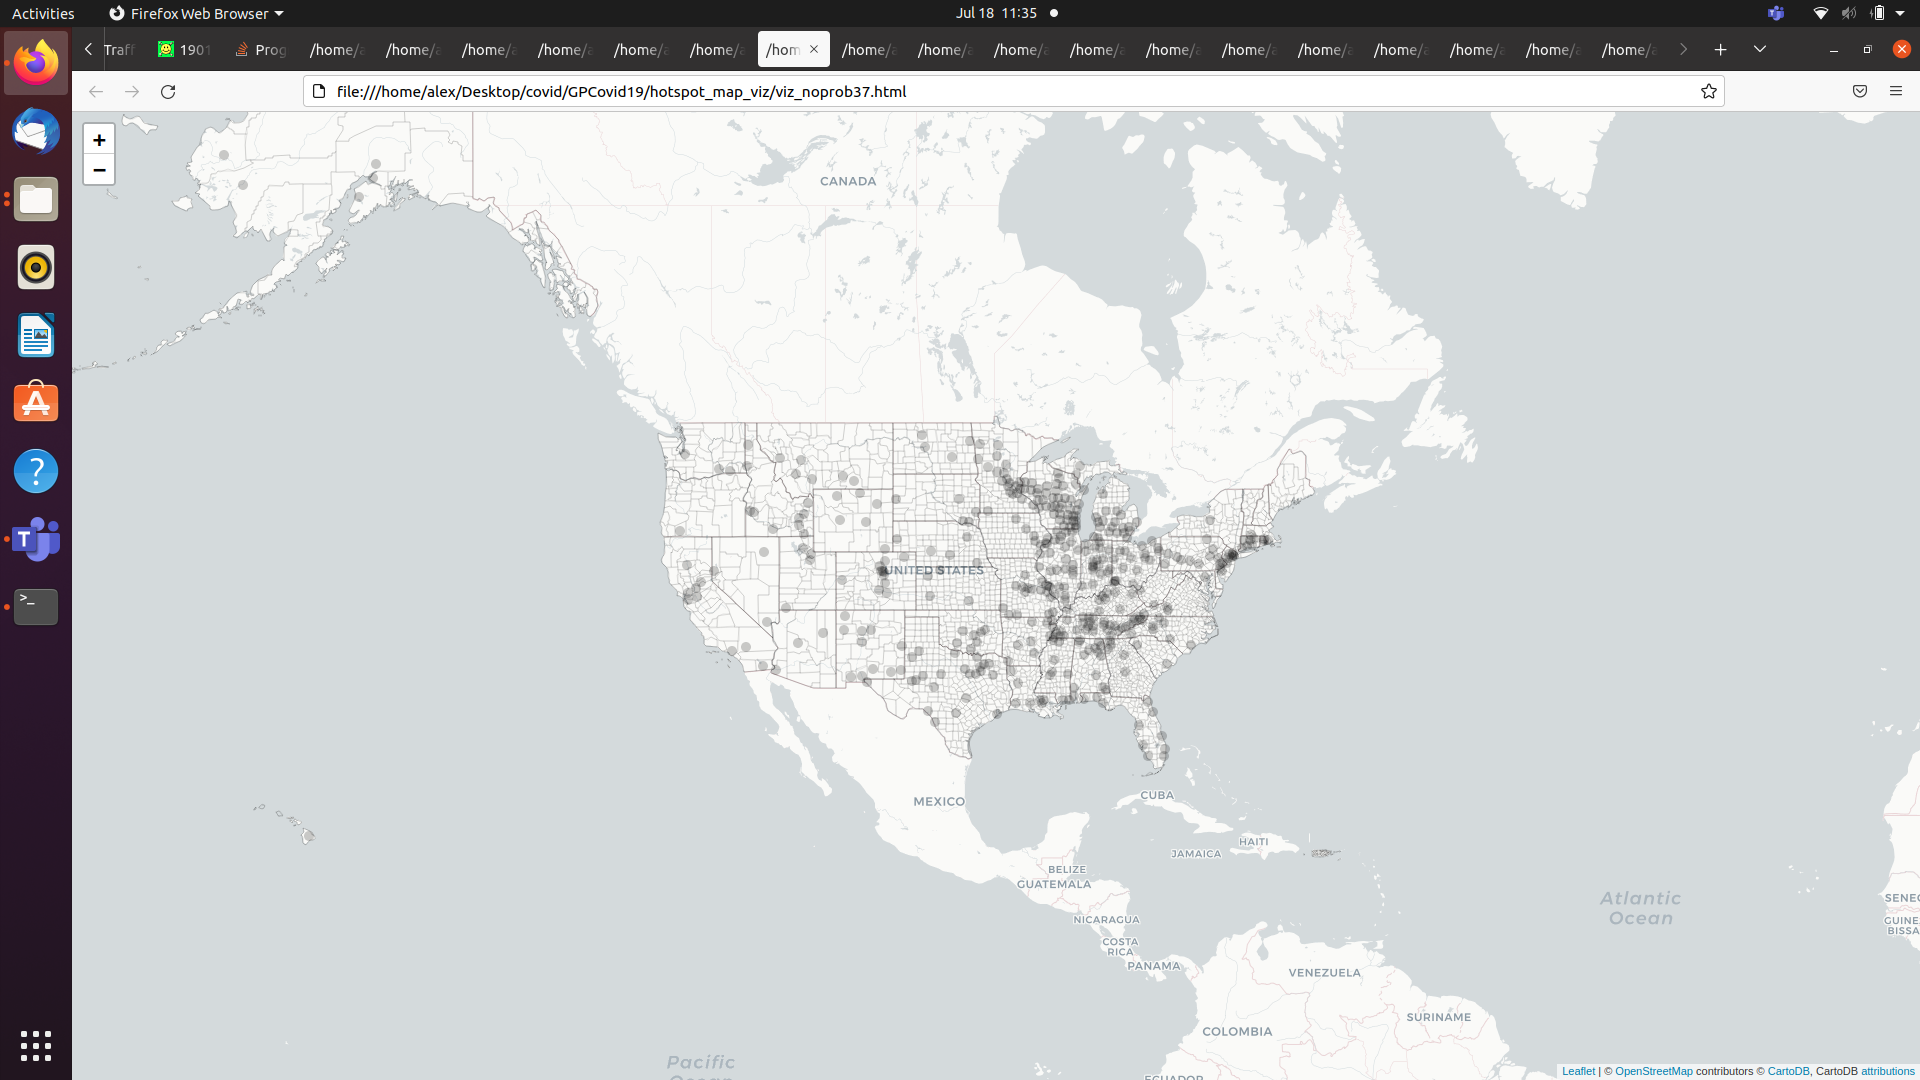 Activities
Firefox Web Browser
Jul 18 11:35
Traff
1901
Prog
/home/a
/home/a
/home/a
/home/a
/home/a
/home/a
/hom
/home/a
/home/a
/home/a
/home/a
/home/a
/home/a
/home/a
/home/a
/home/a
/home/a
/home/a
file:///home/alex/Desktop/covid/GPCovid19/hotspot_map_viz/viz_noprob37.html
+
−
CANADA
UNITED STATES
MEXICO
CUBA
HAITI
JAMAICA
BELIZE
GUATEMALA
NICARAGUA
COSTA
RICA
PANAMA
VENEZUELA
COLOMBIA
SURINAME
ECUADOR
Atlantic
Ocean
Pacific
Ocean
SENEG
GUINE
BISSA
Leaflet | © OpenStreetMap contributors © CartoDB, CartoDB attributions